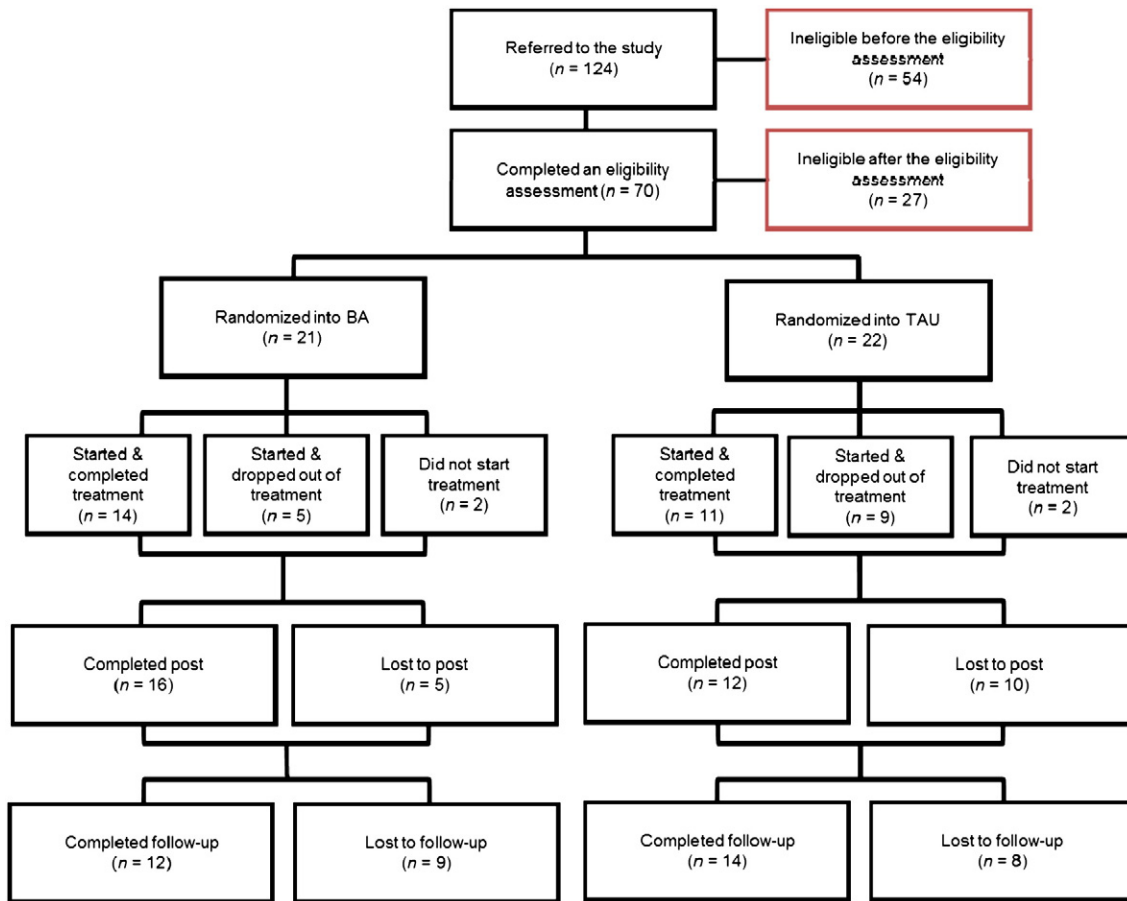 Referred to the study
(n = 124)
Ineligible before the eligibility
assessment
(n = 54)
Completed an eligibility
assessment (n = 70)
Ineligible after the eligibility
assessment
(n = 27)
Randomized into BA
(n = 21)
Randomized into TAU
(n = 22)
Started &
completed
treatment
(n = 14)
Started &
dropped out of
treatment
(n = 5)
Did not start
treatment
(n = 2)
Started &
completed
treatment
(n = 11)
Started &
dropped out
of treatment
(n = 9)
Did not start
treatment
(n = 2)
Completed post
(n = 16)
Lost to post
(n = 5)
Completed post
(n = 12)
Lost to post
(n = 10)
Completed follow-up
(n = 12)
Lost to follow-up
(n = 9)
Completed follow-up
(n = 14)
Lost to follow-up
(n = 8)